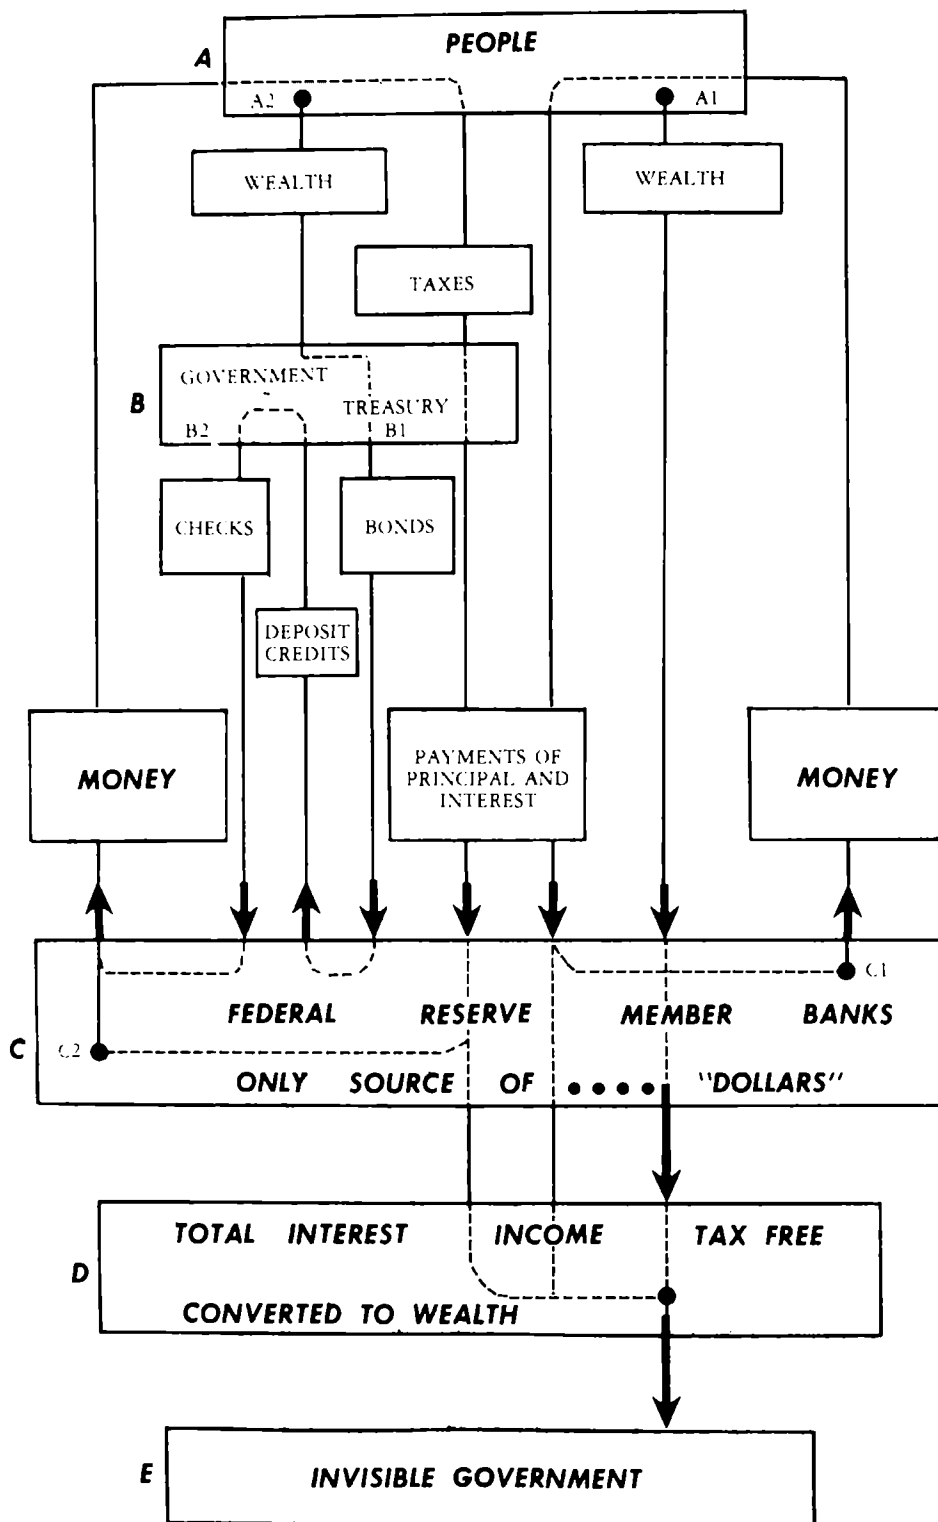 PEOPLE
A
A2
A1
WEALTH
WEALTH
TAXES
GOVERNMENT
B
TREASURY
B2
B1
CHECKS
BONDS
DEPOSIT
CREDITS
MONEY
PAYMENTS OF
PRINCIPAL AND
INTEREST
MONEY
C1
FEDERAL RESERVE MEMBER BANKS
C
C2
ONLY SOURCE OF •••• "DOLLARS"
TOTAL INTEREST INCOME TAX FREE
D
CONVERTED TO WEALTH
E
INVISIBLE GOVERNMENT